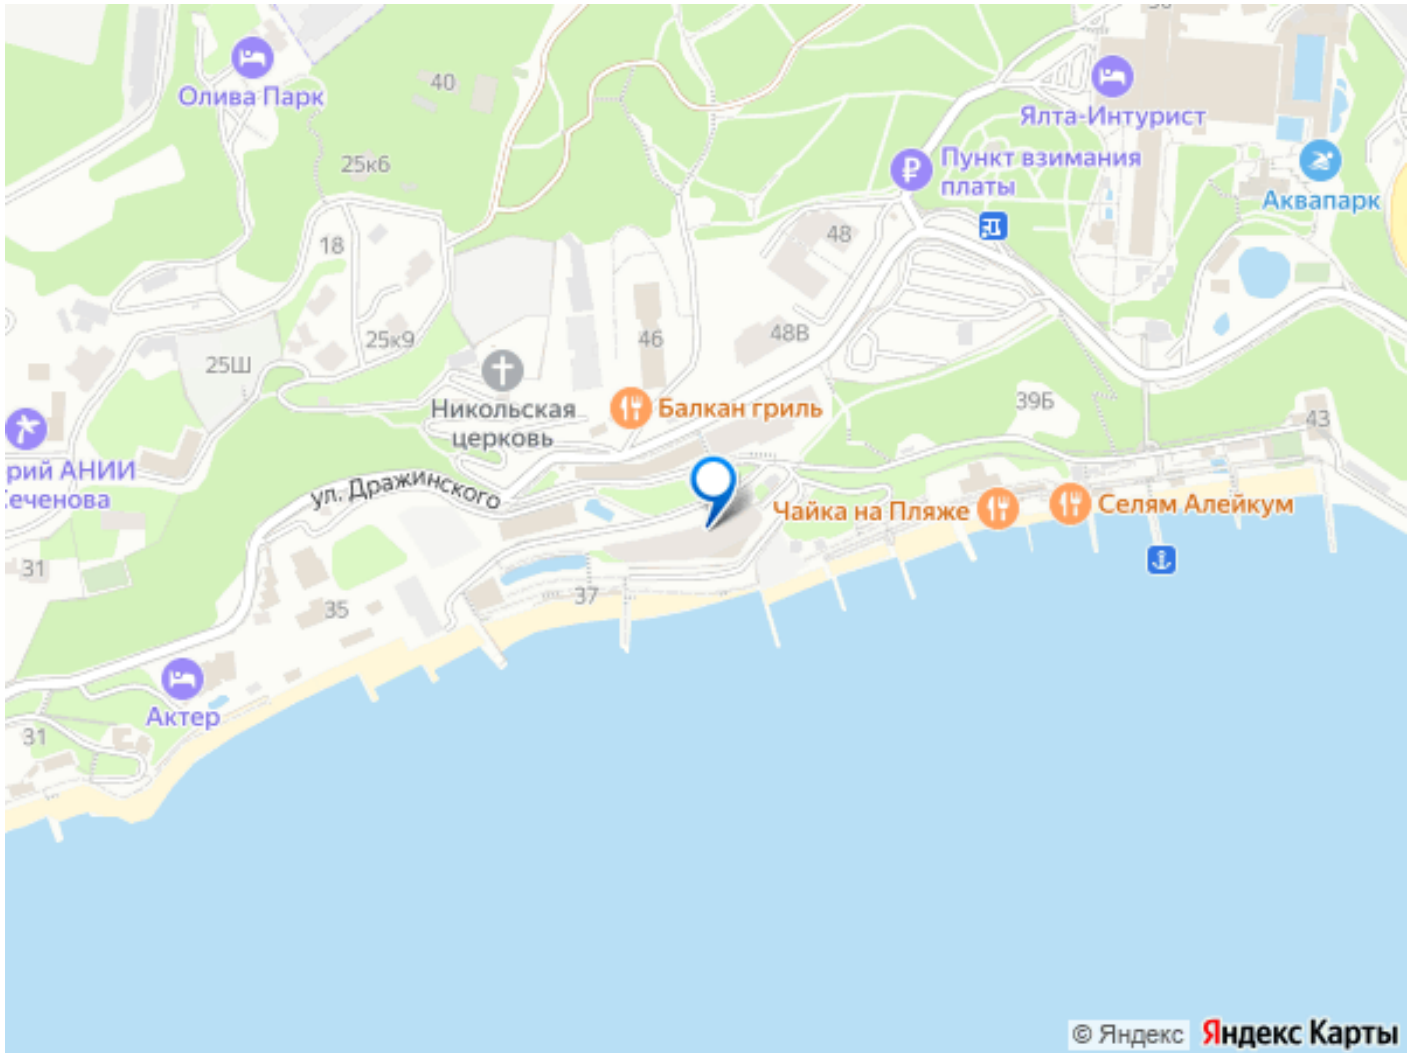 40
Олива Парк
Ялта-Интурист
25к6
Пункт взимания
платы
Аквапарк
18
48
25к9
46
48В
25Ш
Никольская
церковь
Балкан гриль
39Б
43
рий АНИИ
Сеченова
ул. Дражинского
Чайка на Пляже
Селям Алейкум
31
35
37
Актер
31
© Яндекс
Яндекс Карты